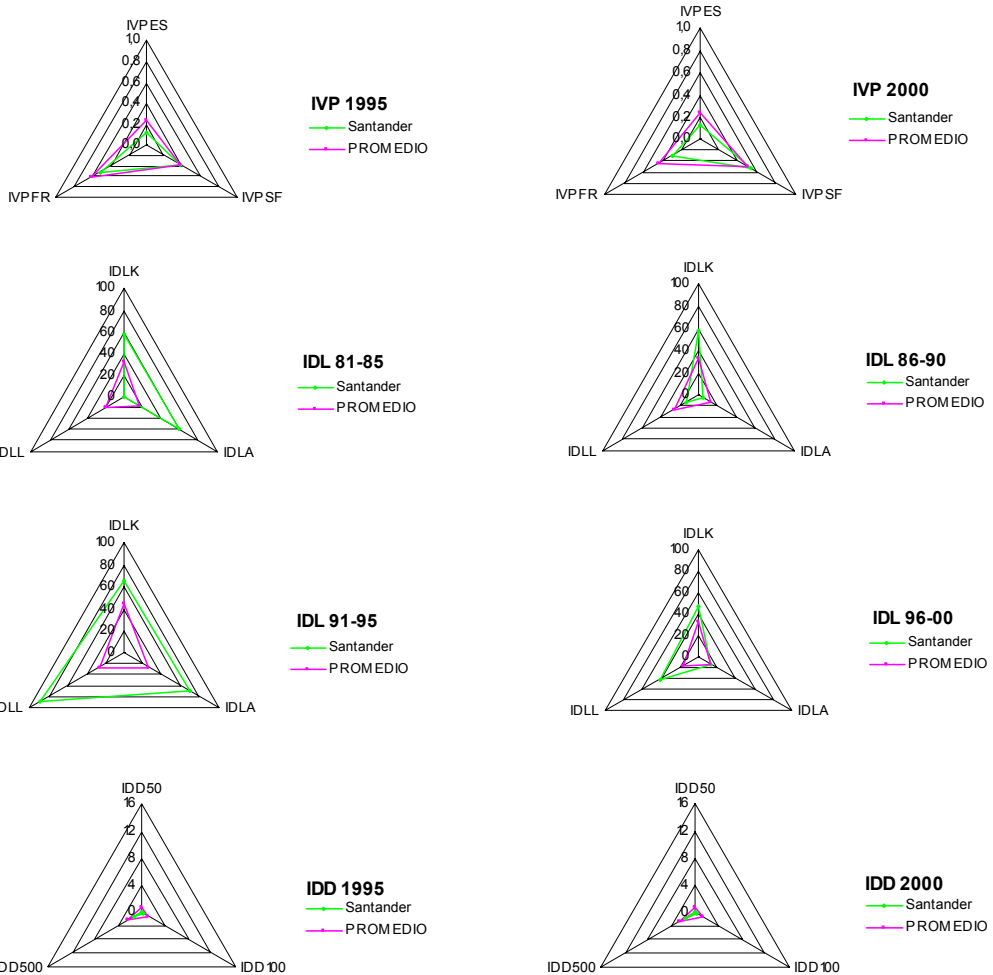 IVPES
1,0
0,8
0,6
0,4
0,2
0,0
IVPFR
IVPSF
IVP 1995
Santander
PROMEDIO
IVPES
1,0
0,8
0,6
0,4
0,2
0,0
IVPFR
IVPSF
IVP 2000
Santander
PROMEDIO
IDLK
100
80
60
40
20
0
DLL
IDLA
IDL 81-85
Santander
PROMEDIO
IDLK
100
80
60
40
20
0
IDLL
IDLA
IDL 86-90
Santander
PROMEDIO
IDLK
100
80
60
40
20
0
DLL
IDLA
IDL 91-95
Santander
PROMEDIO
IDLK
100
80
60
40
20
0
IDLL
IDLA
IDL 96-00
Santander
PROMEDIO
IDD50
16
12
8
4
0
DD500
IDD100
IDD 1995
Santander
PROMEDIO
IDD50
16
12
8
4
0
IDD500
IDD100
IDD 2000
Santander
PROMEDIO